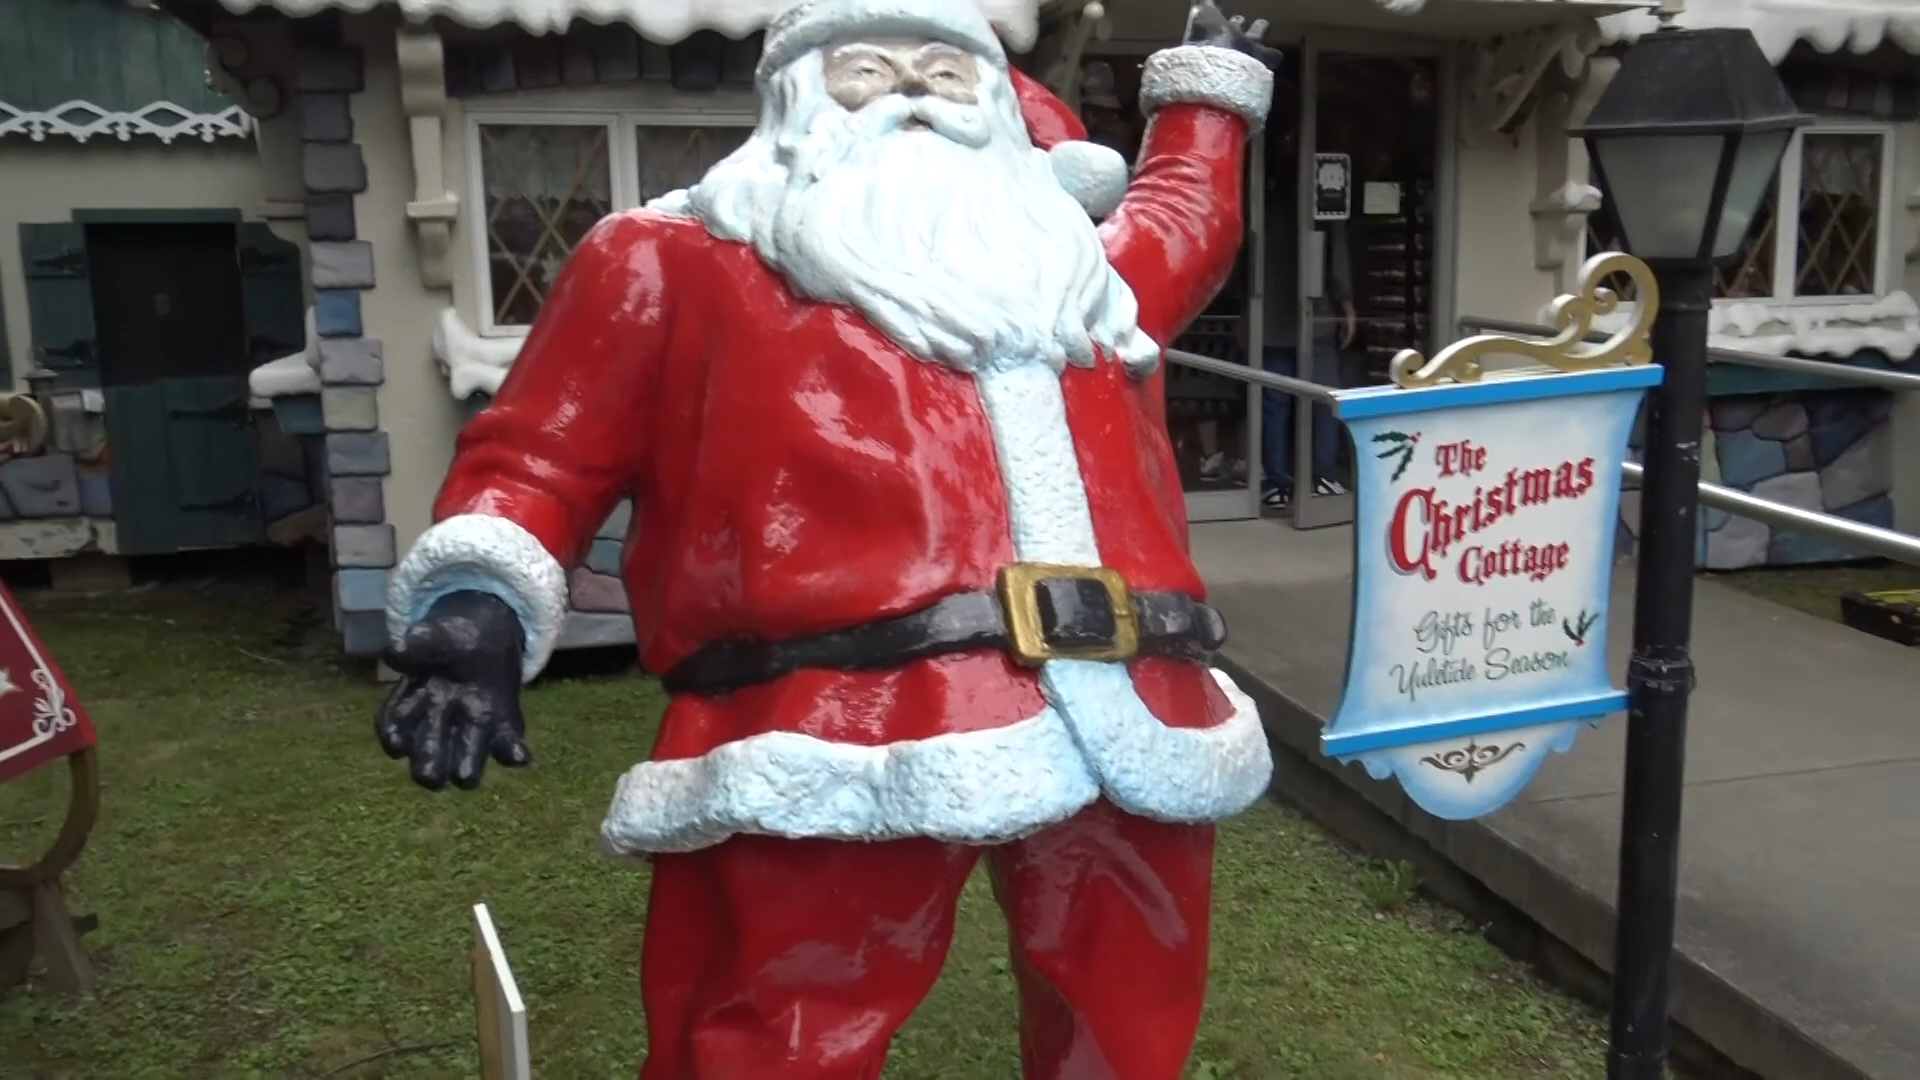 The
Christmas
Cottage
Gifts for the
Yuletide Season